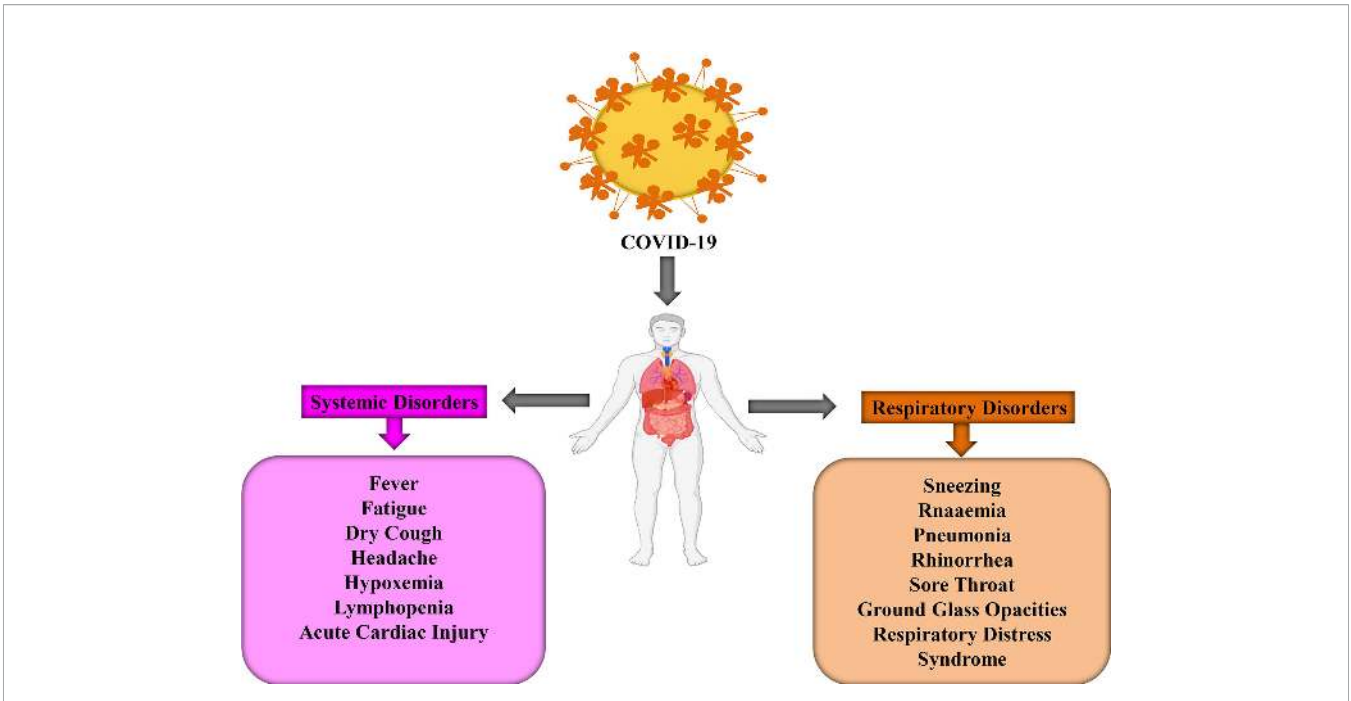 COVID-19
Systemic Disorders
Fever
Fatigue
Dry Cough
Headache
Hypoxemia
Lymphopenia
Acute Cardiac Injury
Respiratory Disorders
Sneezing
Rnaaemia
Pneumonia
Rhinorrhea
Sore Throat
Ground Glass Opacities
Respiratory Distress
Syndrome